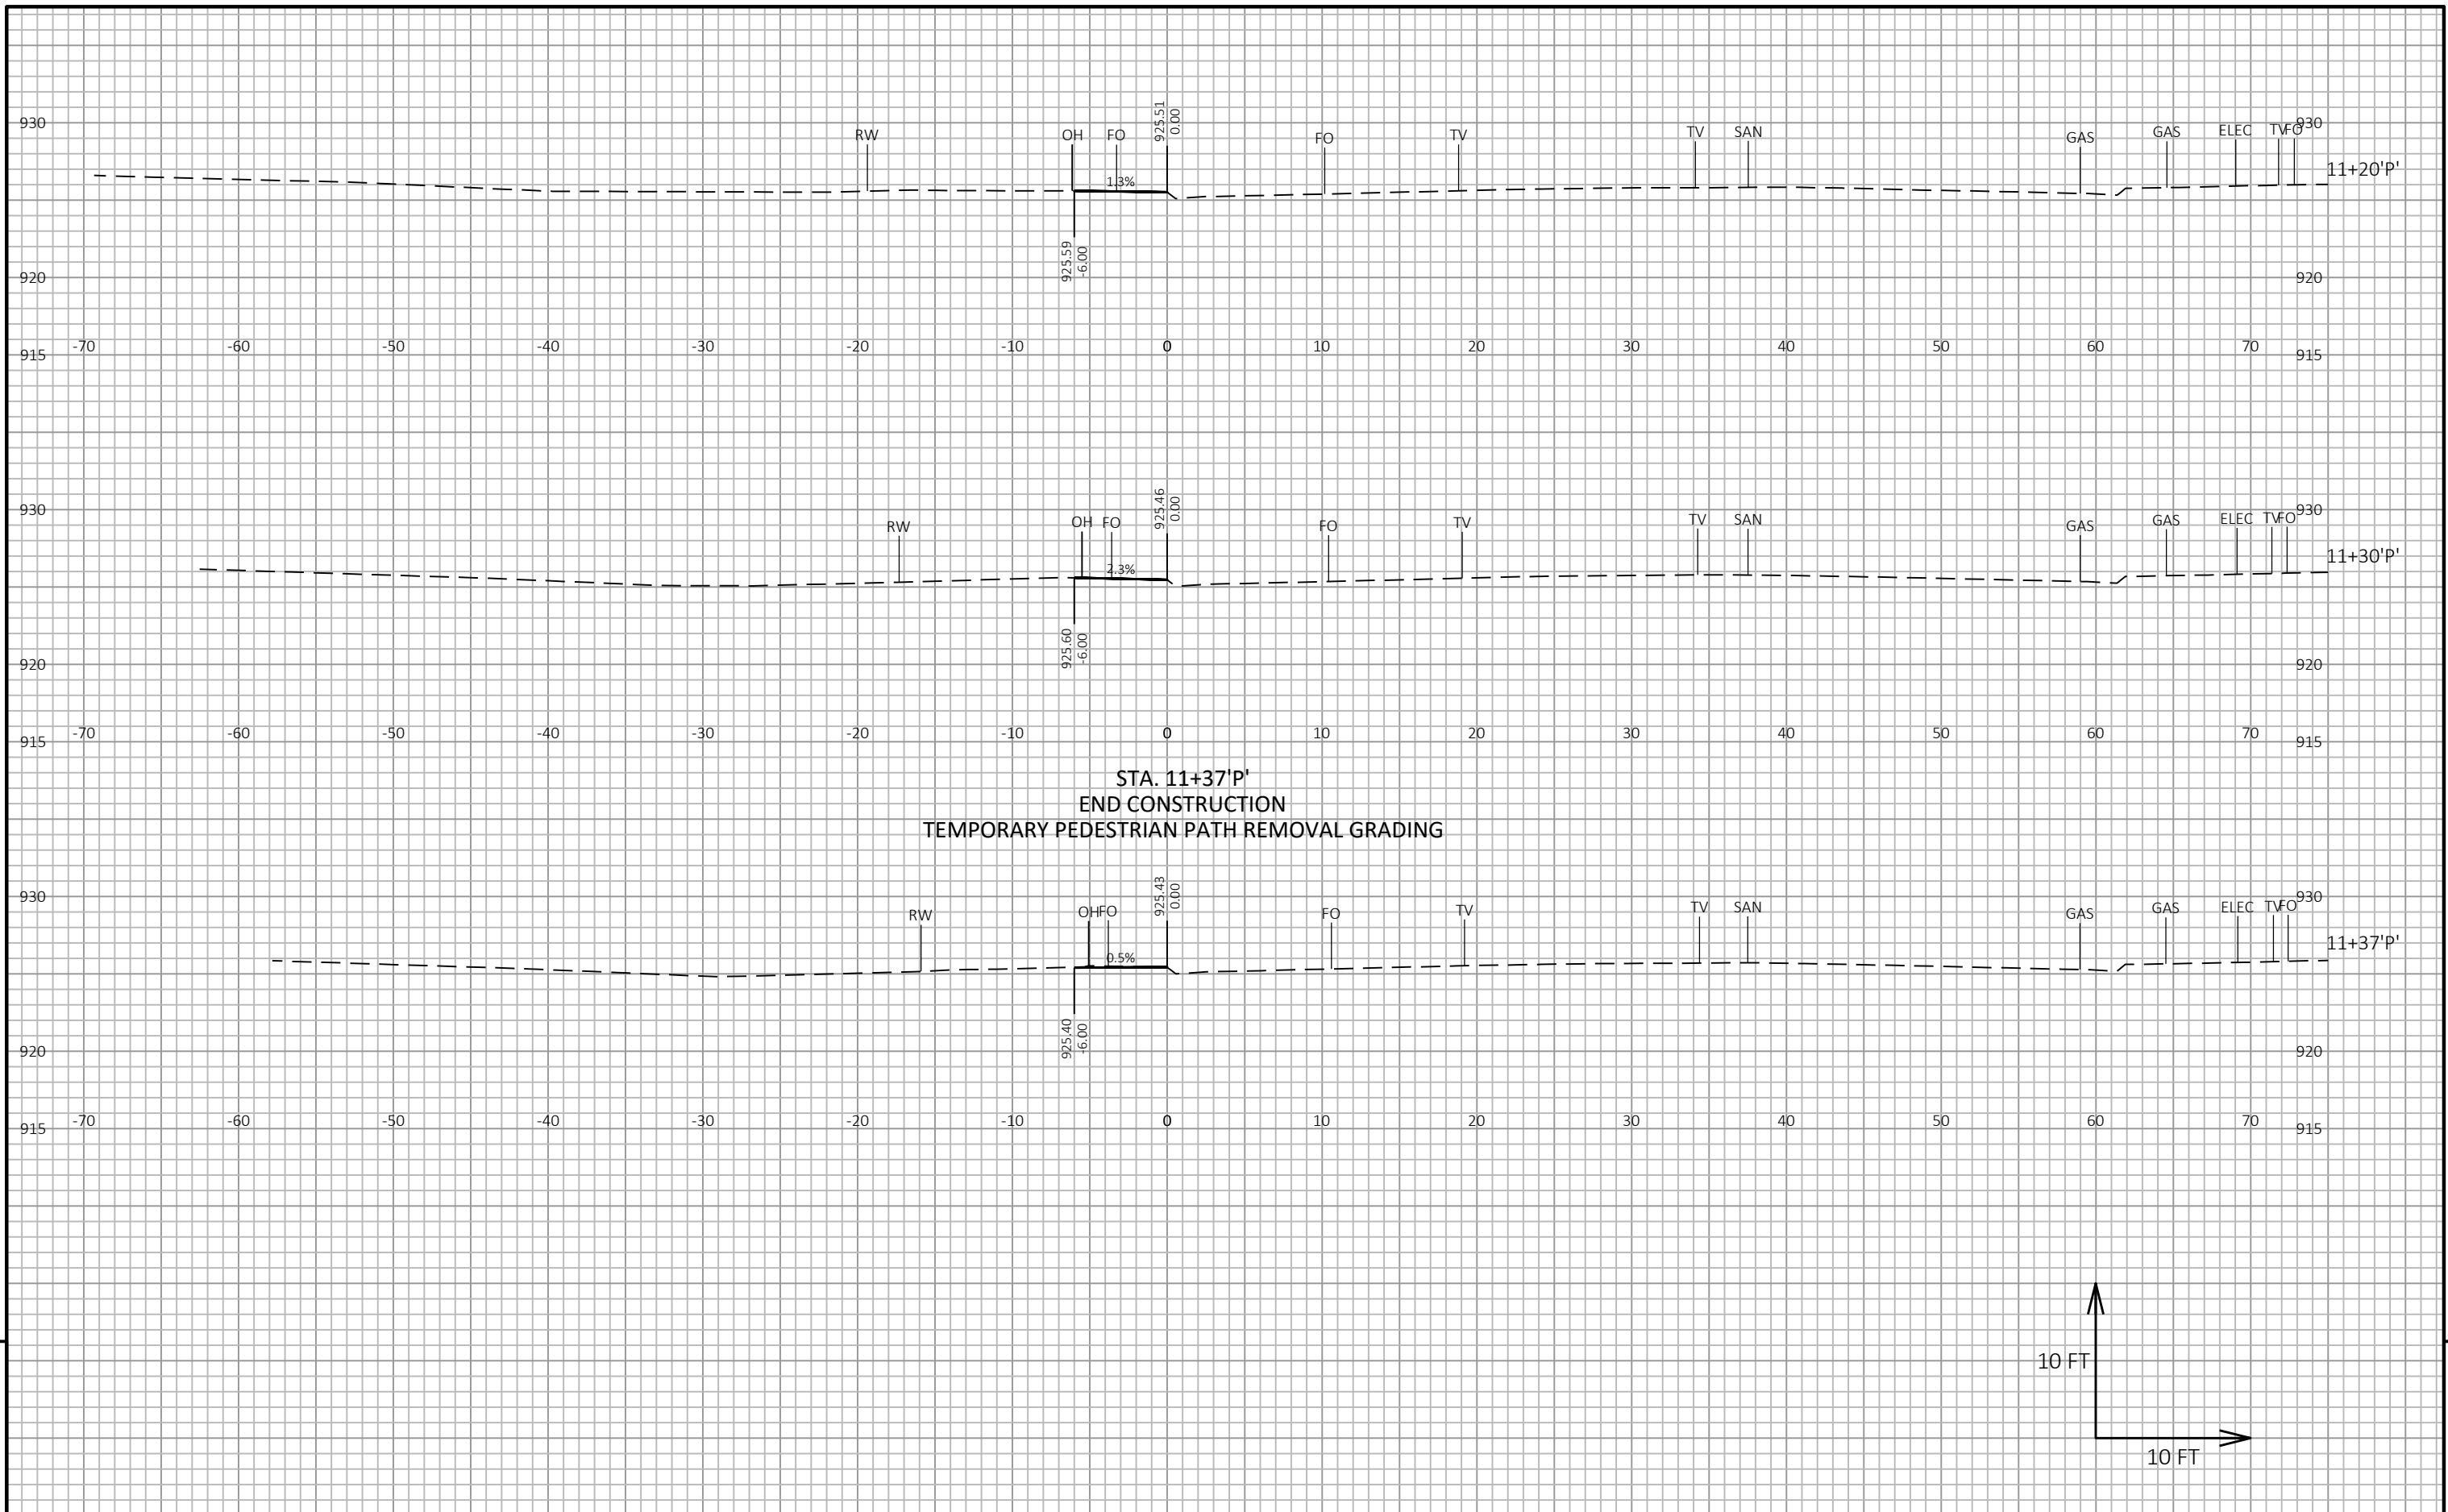 925.51
0.00
930 RW OH FO FO TV TV SAN GAS GAS ELEC TV FO 930
1.3%
11+20'P'
925.59
-6.00
920 920
-70 -60 -50 -40 -30 -20 -10 0 10 20 30 40 50 60 70
915 915
925.46
0.00
930 930
RW OH FO FO TV TV SAN GAS GAS ELEC TV FO
2.3%
11+30'P'
925.60
-6.00
920 920
-70 -60 -50 -40 -30 -20 -10 0 10 20 30 40 50 60 70
915 915
STA. 11+37'P'
END CONSTRUCTION
TEMPORARY PEDESTRIAN PATH REMOVAL GRADING
925.43
0.00
930 930
RW OH FO FO TV TV SAN GAS GAS ELEC TV FO
0.5%
11+37'P'
925.40
-6.00
920 920
-70 -60 -50 -40 -30 -20 -10 0 10 20 30 40 50 60 70
915 915
10 FT
10 FT